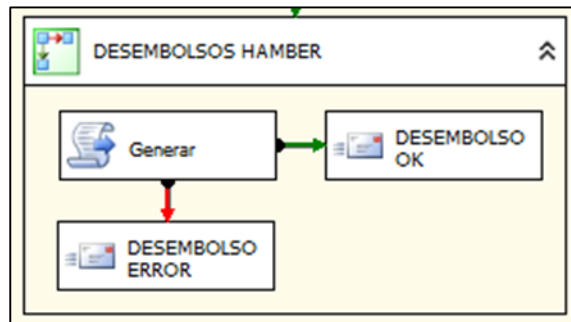 DESEMBOLSOS HAMBER
Generar
DESEMBOLSO
OK
DESEMBOLSO
ERROR